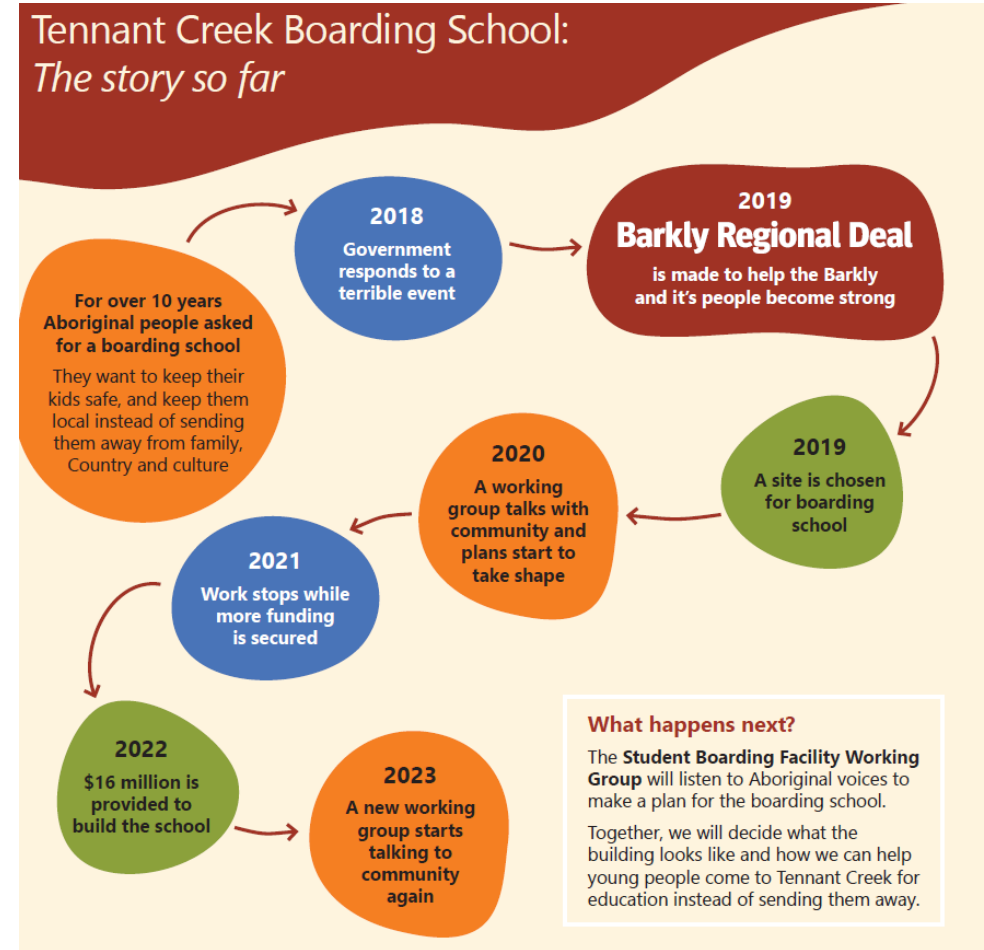 Tennant Creek Boarding School:
The story so far
For over 10 years
Aboriginal people asked
for a boarding school
They want to keep their
kids safe, and keep them
local instead of sending
them away from family,
Country and culture
2018
Government
responds to a
terrible event
2019
Barkly Regional Deal
is made to help the Barkly
and it's people become strong
2019
A site is chosen
for boarding
school
2020
A working
group talks with
community and
plans start to
take shape
2021
Work stops while
more funding
is secured
2022
$16 million is
provided to
build the school
2023
A new working
group starts
talking to
community
again
What happens next?
The Student Boarding Facility Working
Group will listen to Aboriginal voices to
make a plan for the boarding school.
Together, we will decide what the
building looks like and how we can help
young people come to Tennant Creek for
education instead of sending them away.